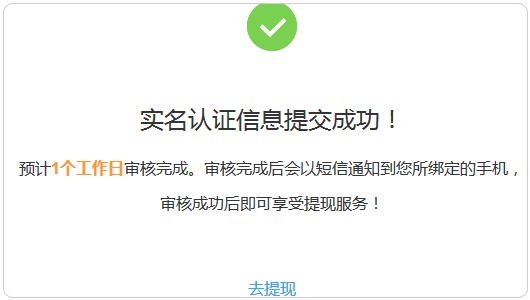 实名认证信息提交成功！
预计1个工作日审核完成。审核完成后会以短信通知到您所绑定的手机，
审核成功后即可享受提现服务！
去提现